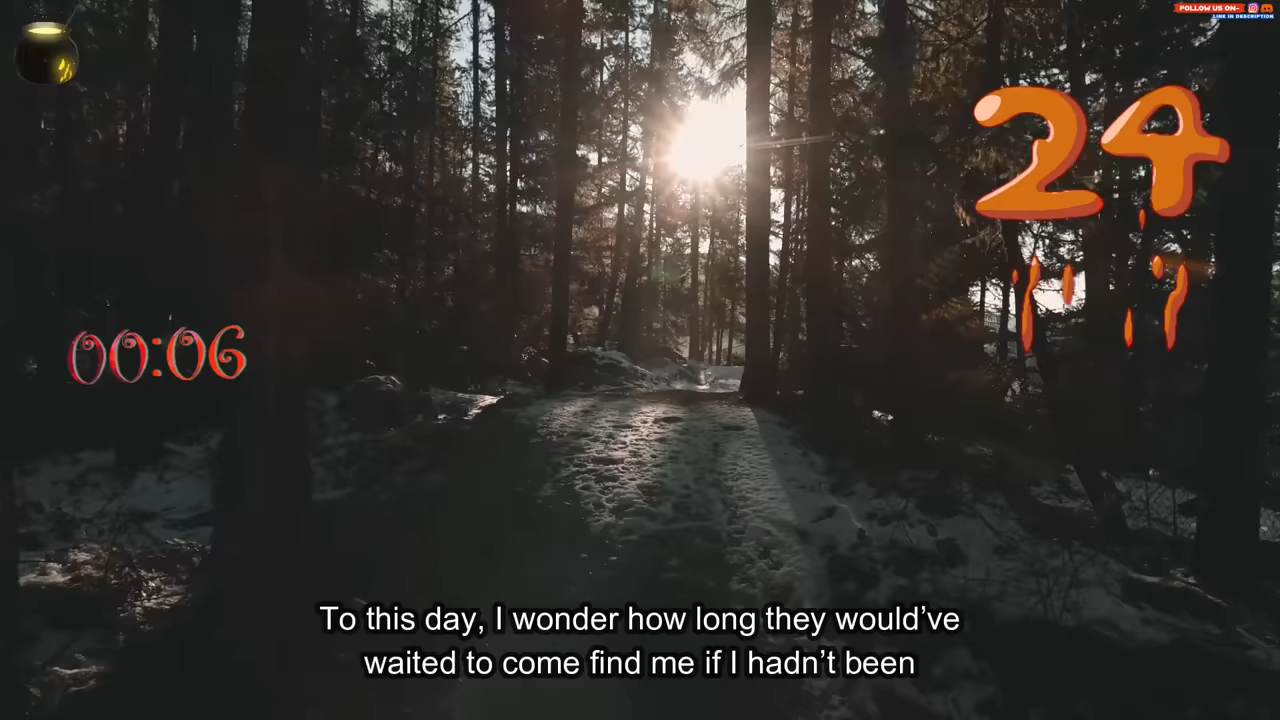 FOLLOW US ON-
LINK IN DESCRIPTION
24
00:06
To this day, I wonder how long they would’ve
waited to come find me if I hadn’t been